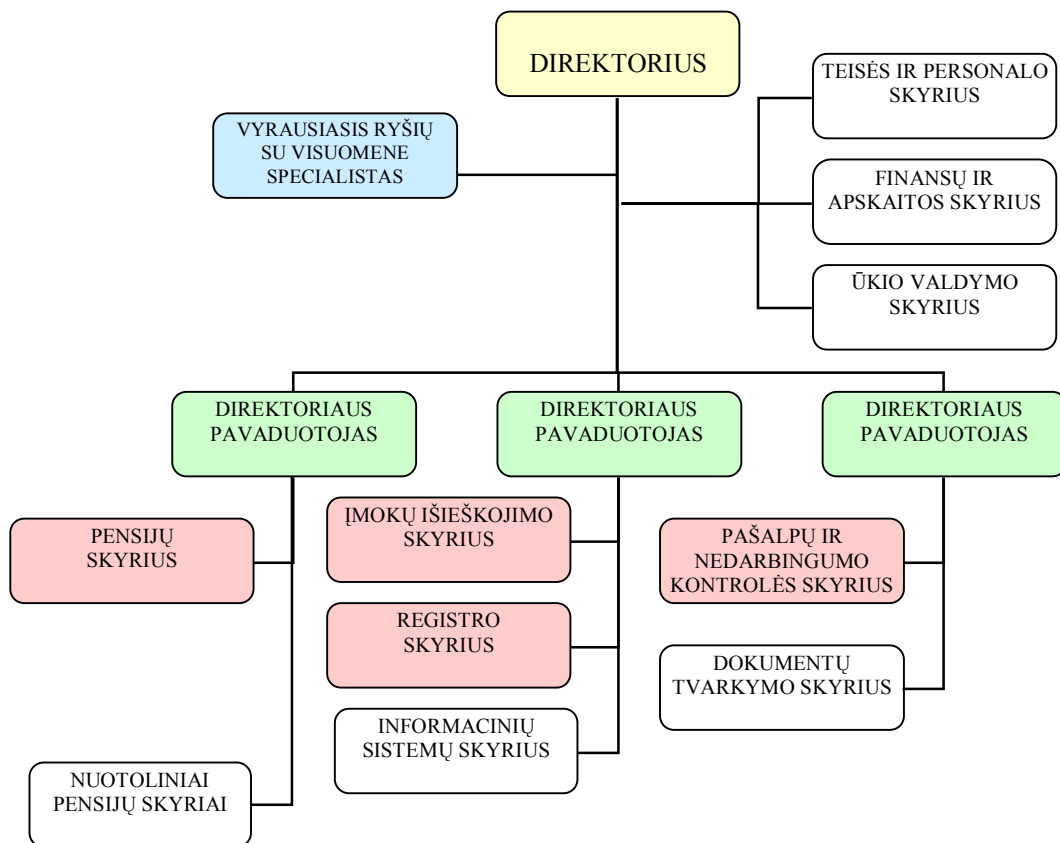 DIREKTORIUS
TEISĖS IR PERSONALO
SKYRIUS
VYRAUSIASIS RYŠIŲ
SU VISUOMENE
SPECIALISTAS
FINANSŲ IR
APSKAITOS SKYRIUS
ŪKIO VALDYMO
SKYRIUS
DIREKTORIAUS
PAVADUOTOJAS
DIREKTORIAUS
PAVADUOTOJAS
DIREKTORIAUS
PAVADUOTOJAS
PENSIJŲ
SKYRIUS
ĮMOKŲ IŠIEŠKOJIMO
SKYRIUS
PAŠALPŲ IR
NEDARBINGUMO
KONTROLĖS SKYRIUS
REGISTRO
SKYRIUS
DOKUMENTŲ
TVARKYMO SKYRIUS
INFORMACINIŲ
SISTEMŲ SKYRIUS
NUOTOLINIAI
PENSIJŲ SKYRIAI